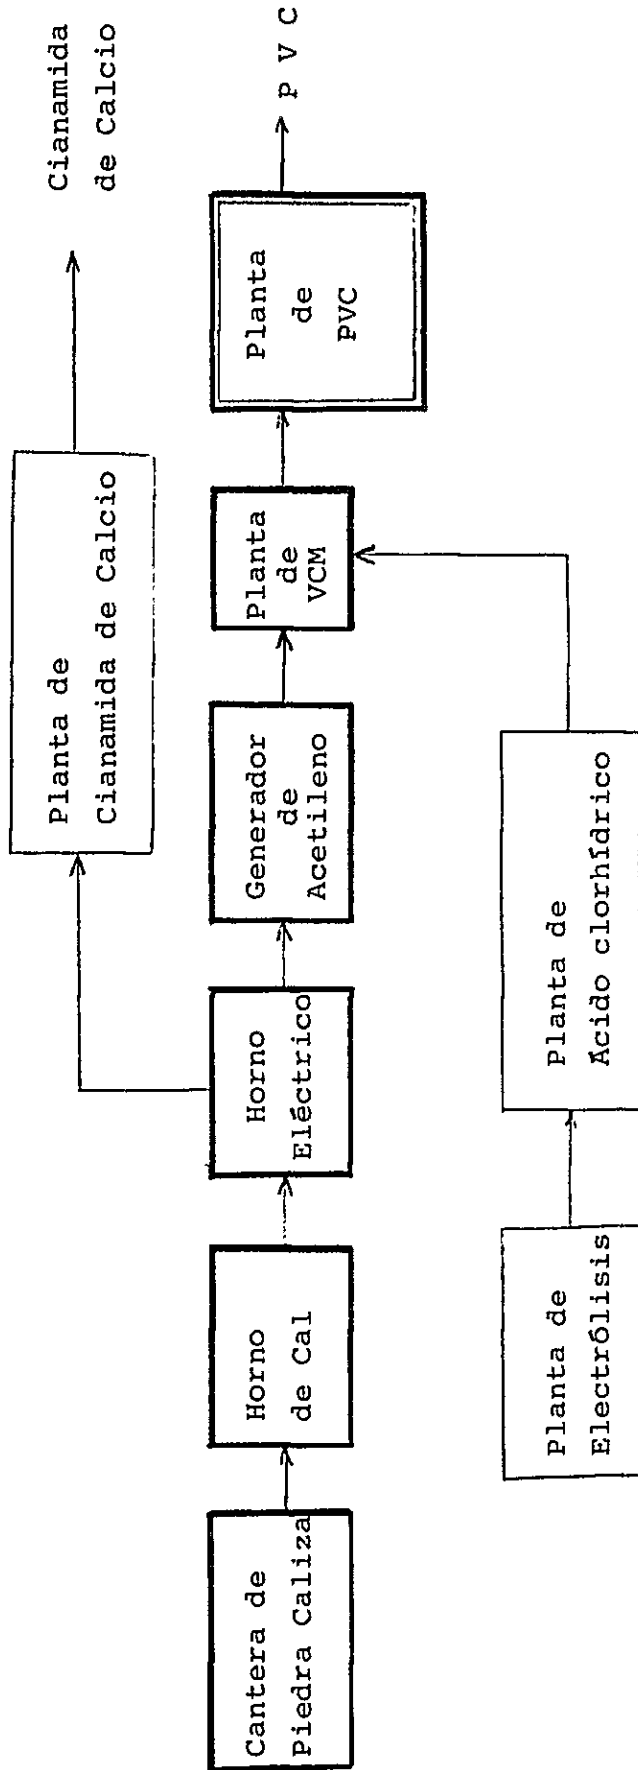 Cianamida
de Calcio
Planta de
Cianamida de Calcio
Cantera de
Piedra Caliza
Horno
de Cal
Horno
Eléctrico
Generador
de
Acetileno
Planta
de
VCM
Planta
de
PVC
P V C
Planta de
Electrólisis
Planta de
Ácido clorhídrico